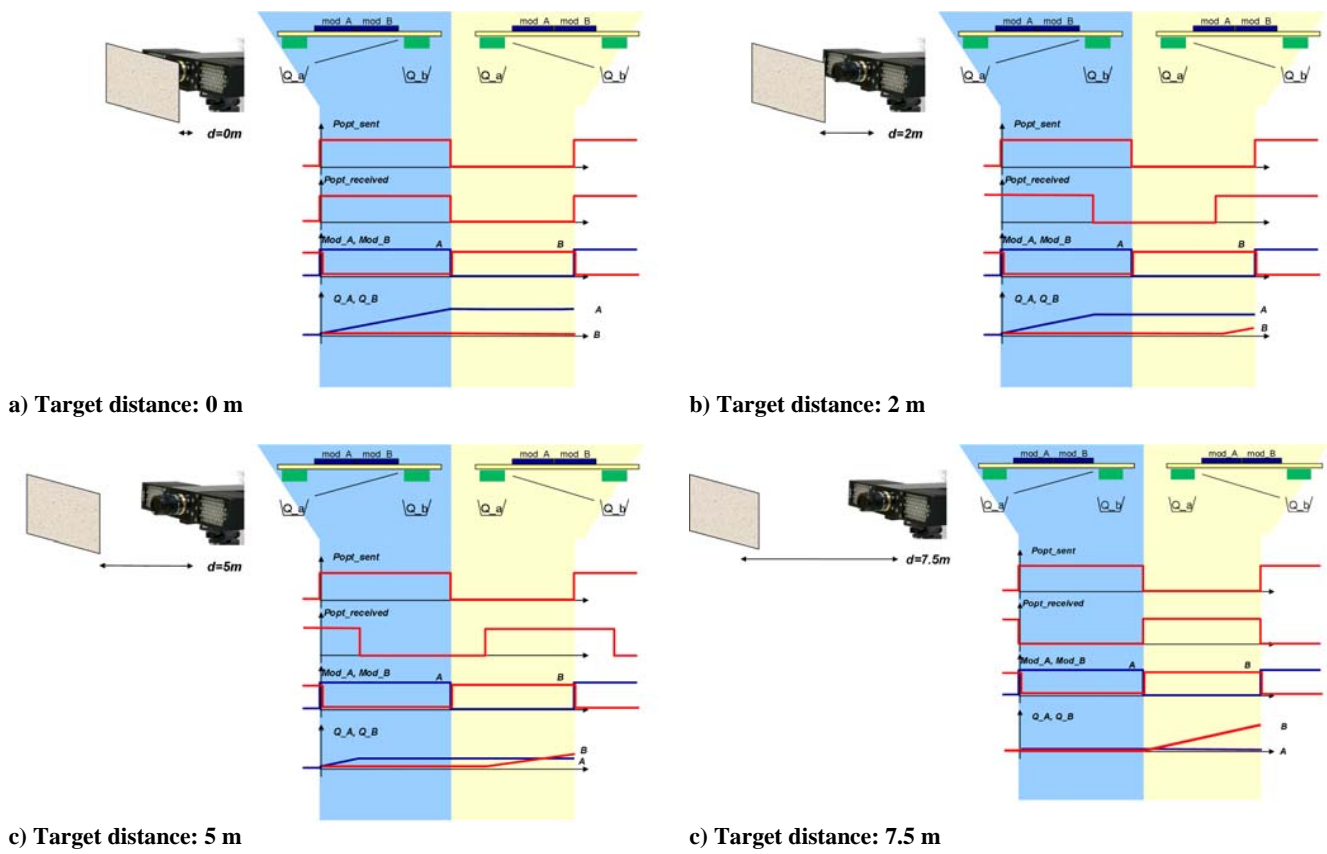 mod_A mod_B
mod_A mod_B
Q_a Q_b Q_a Q_b
d=0m
Popt_sent
Popt_received
Mod_A, Mod_B A B
Q_A, Q_B
A
B
a) Target distance: 0 m
mod_A mod_B
mod_A mod_B
Q_a Q_b Q_a Q_b
d=2m
Popt_sent
Popt_received
Mod_A, Mod_B A B
Q_A, Q_B
A
B
b) Target distance: 2 m
mod_A mod_B
mod_A mod_B
Q_a Q_b Q_a Q_b
d=5m
Popt_sent
Popt_received
Mod_A, Mod_B A B
Q_A, Q_B
B
A
c) Target distance: 5 m
mod_A mod_B
mod_A mod_B
Q_a Q_b Q_a Q_b
d=7.5m
Popt_sent
Popt_received
Mod_A, Mod_B A B
Q_A, Q_B
B
A
c) Target distance: 7.5 m